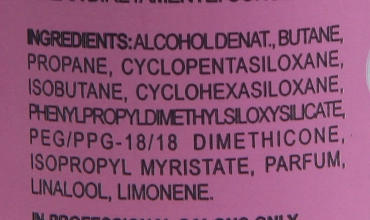 INGREDIENTS: ALCOHOL DENAT., BUTANE,
PROPANE, CYCLOPENTASILOXANE,
ISOBUTANE, CYCLOHEXASILOXANE,
PHENYLPROPYLDIMETHYLSILOXYSILICATE,
PEG/PPG-18/18 DIMETHICONE,
ISOPROPYL MYRISTATE, PARFUM,
LINALOOL, LIMONENE.